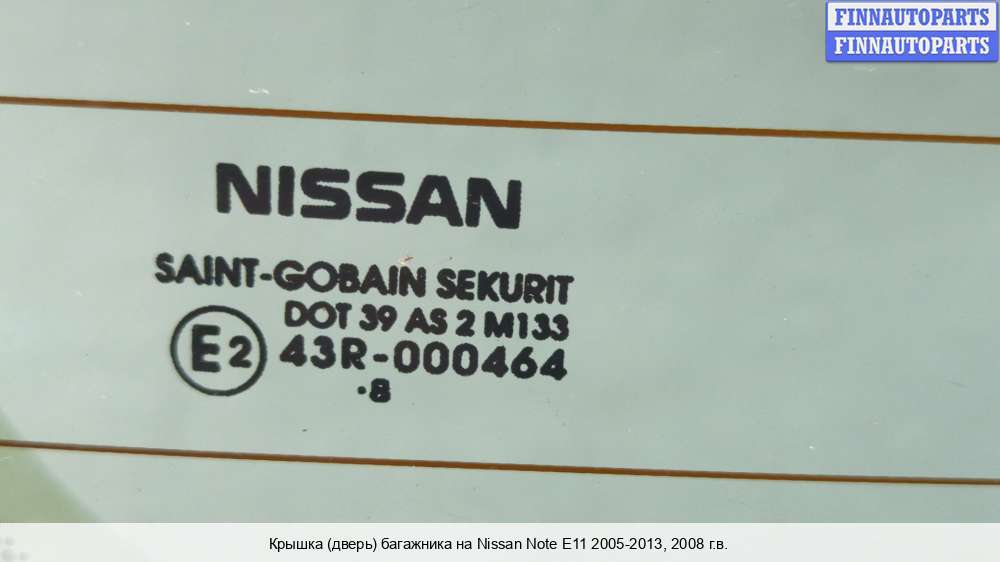 FINNAUTOPARTS
FINNAUTOPARTS
NISSAN
SAINT-GOBAIN SEKURIT
DOT 39 AS 2 M133
E2 43R-000464
.8
Крышка (дверь) багажника на Nissan Note E11 2005-2013, 2008 г.в.